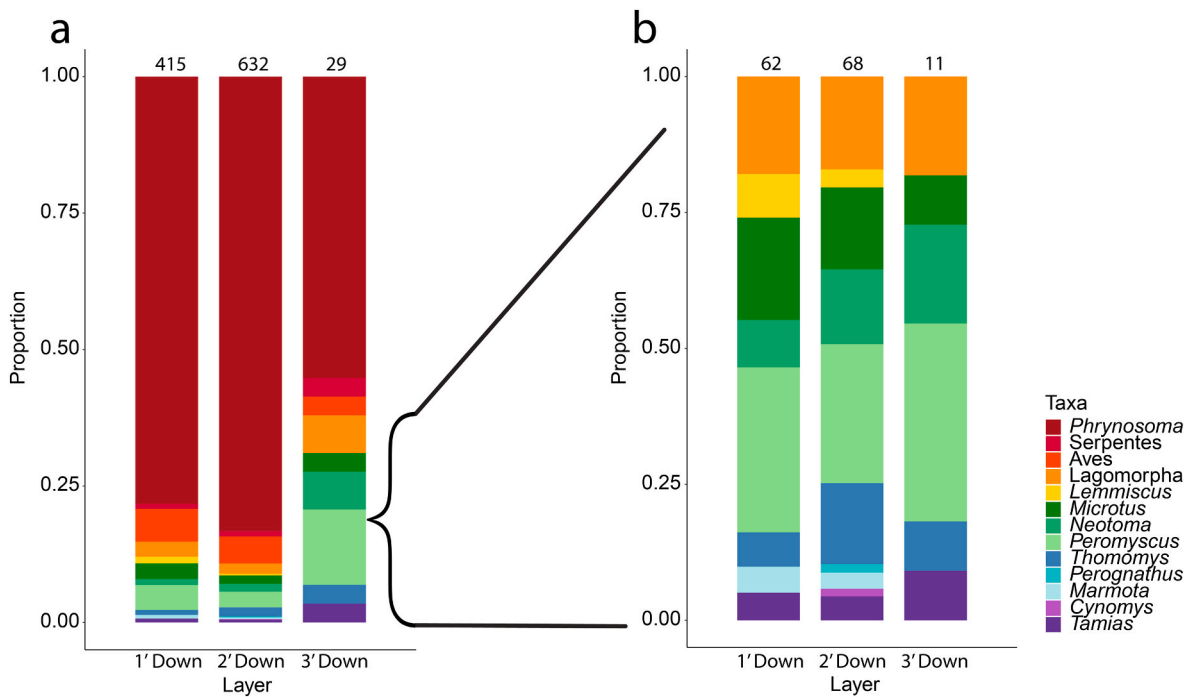 a
b
415 632 29
62 68 11
1.00
0.75
0.50
0.25
0.00
Proportion
1' Down 2' Down 3' Down
Layer
1.00
0.75
0.50
0.25
0.00
Proportion
1' Down 2' Down 3' Down
Layer
Taxa
Phrynosoma
Serpentes
Aves
Lagomorpha
Lemmiscus
Microtus
Neotoma
Peromyscus
Thomomys
Perognathus
Marmota
Cynomys
Tamias